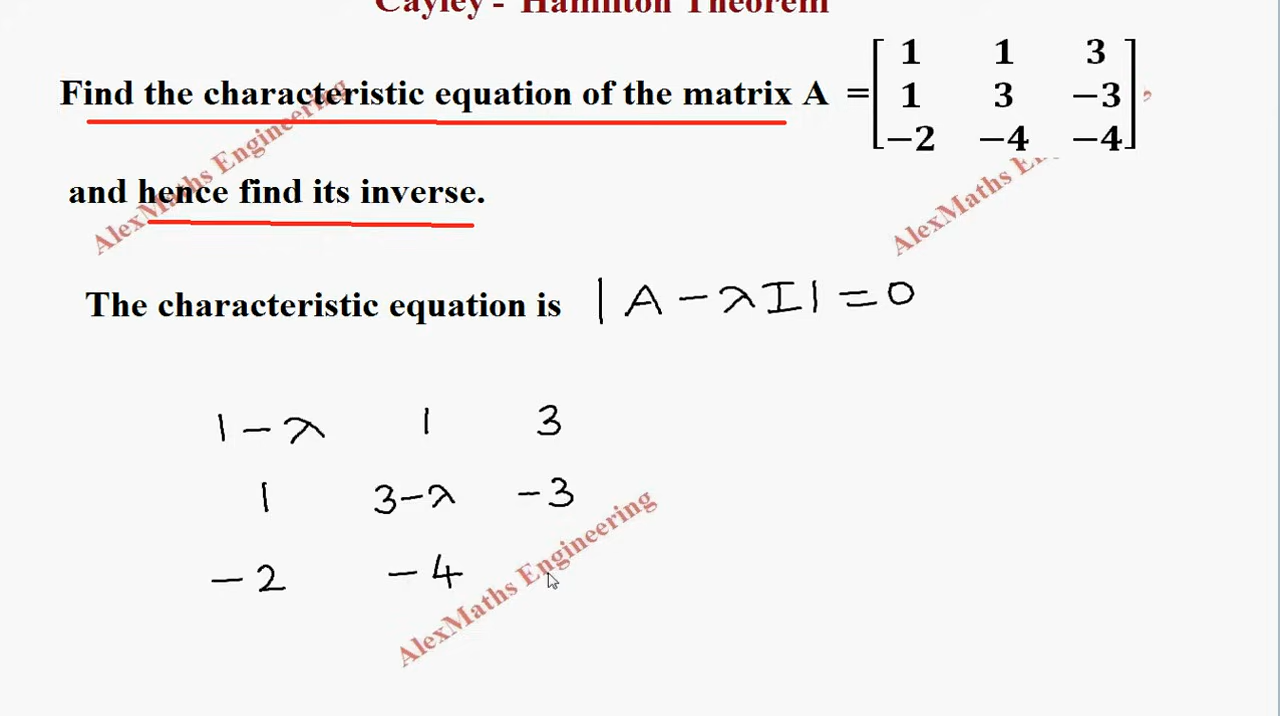 Cayley - Hamilton Theorem
Find the characteristic equation of the matrix A = [1 1 3
1 3 −3
−2 −4 −4] ,
and hence find its inverse.
AlexMaths Engineering
AlexMaths E
The characteristic equation is |A − λI| = 0
1−λ 1 3
1 3−λ −3
−2 −4
AlexMaths Engineering